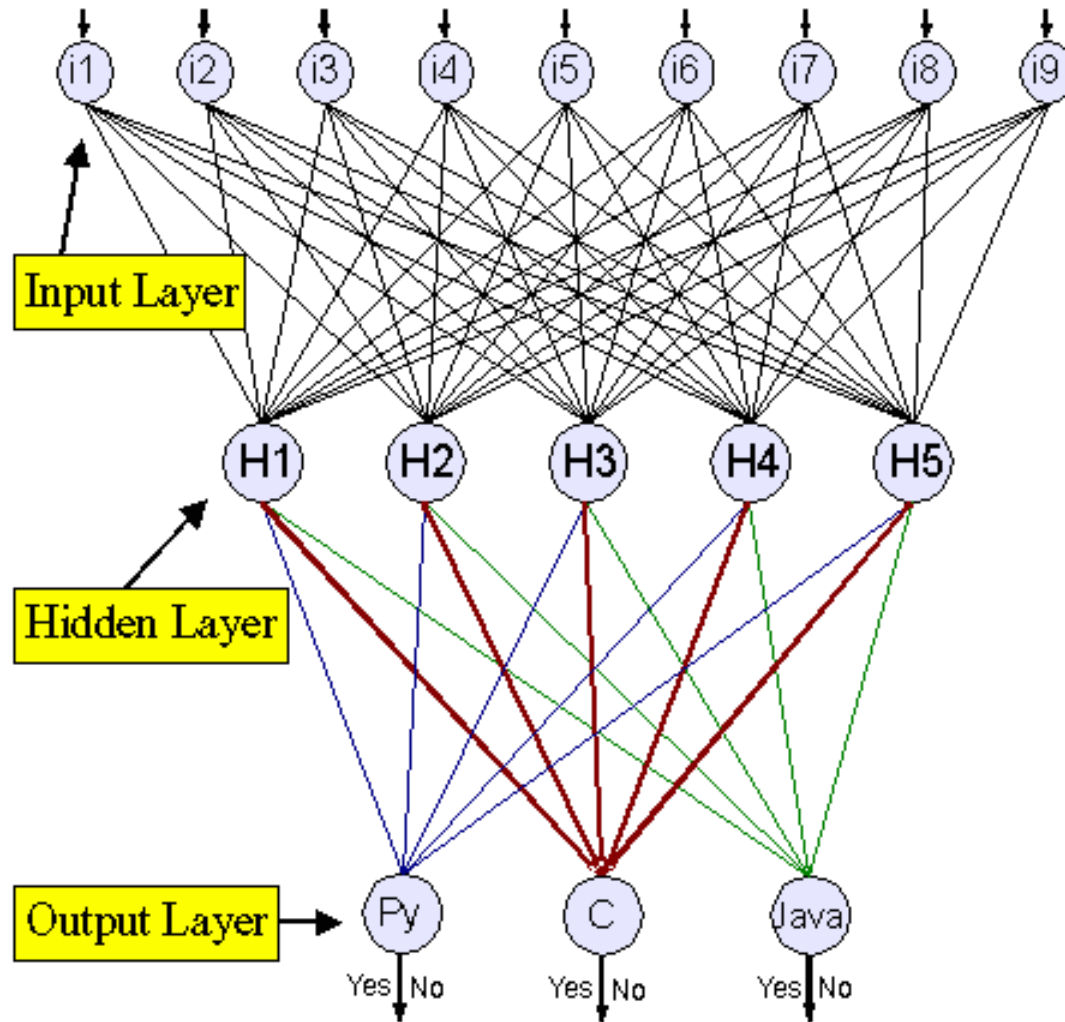 i1 i2 i3 i4 i5 i6 i7 i8 i9
Input Layer
H1 H2 H3 H4 H5
Hidden Layer
Output Layer
Py C Java
Yes No Yes No Yes No